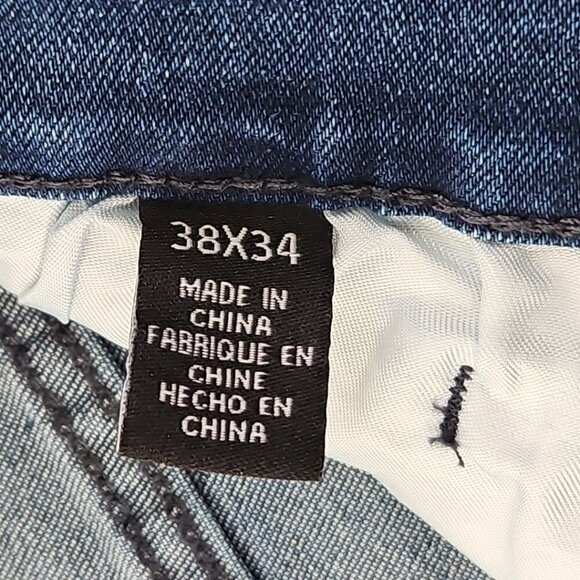 38X34
MADE IN
CHINA
FABRIQUE EN
CHINE
HECHO EN
CHINA